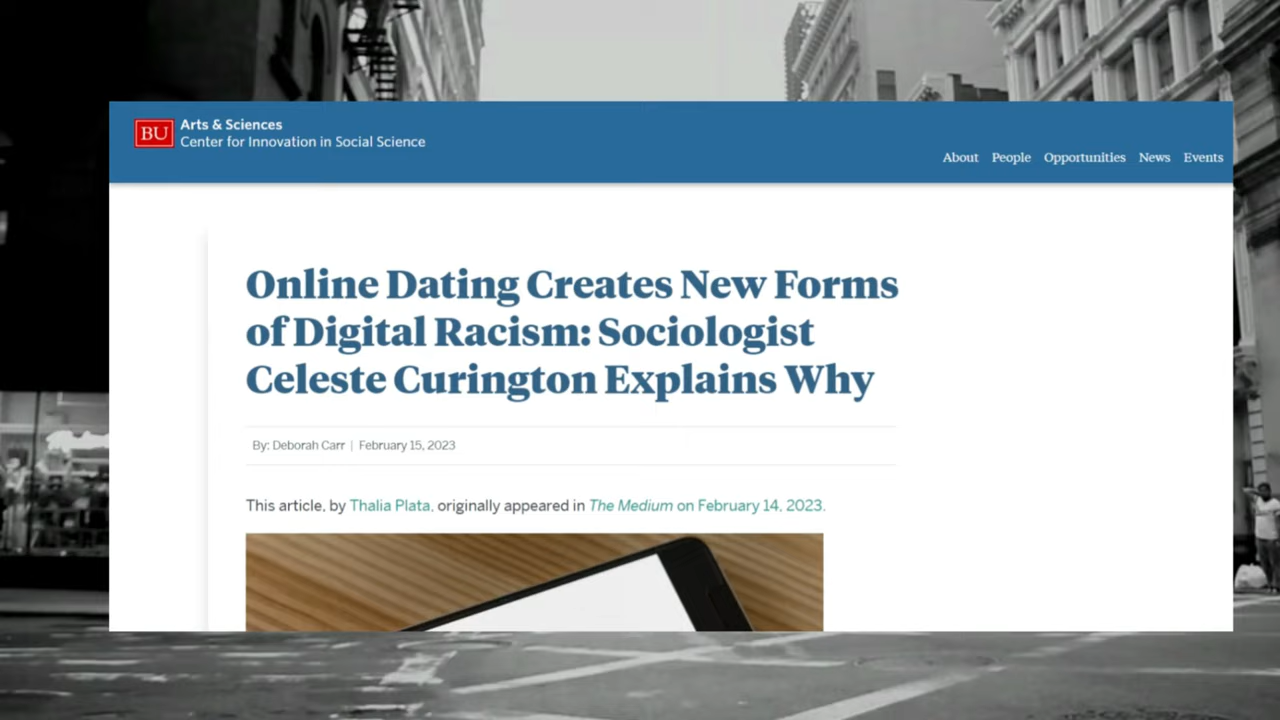 BU
Arts & Sciences
Center for Innovation in Social Science
About People Opportunities News Events
Online Dating Creates New Forms
of Digital Racism: Sociologist
Celeste Curington Explains Why
By: Deborah Carr | February 15, 2023
This article, by Thalia Plata, originally appeared in The Medium on February 14, 2023.